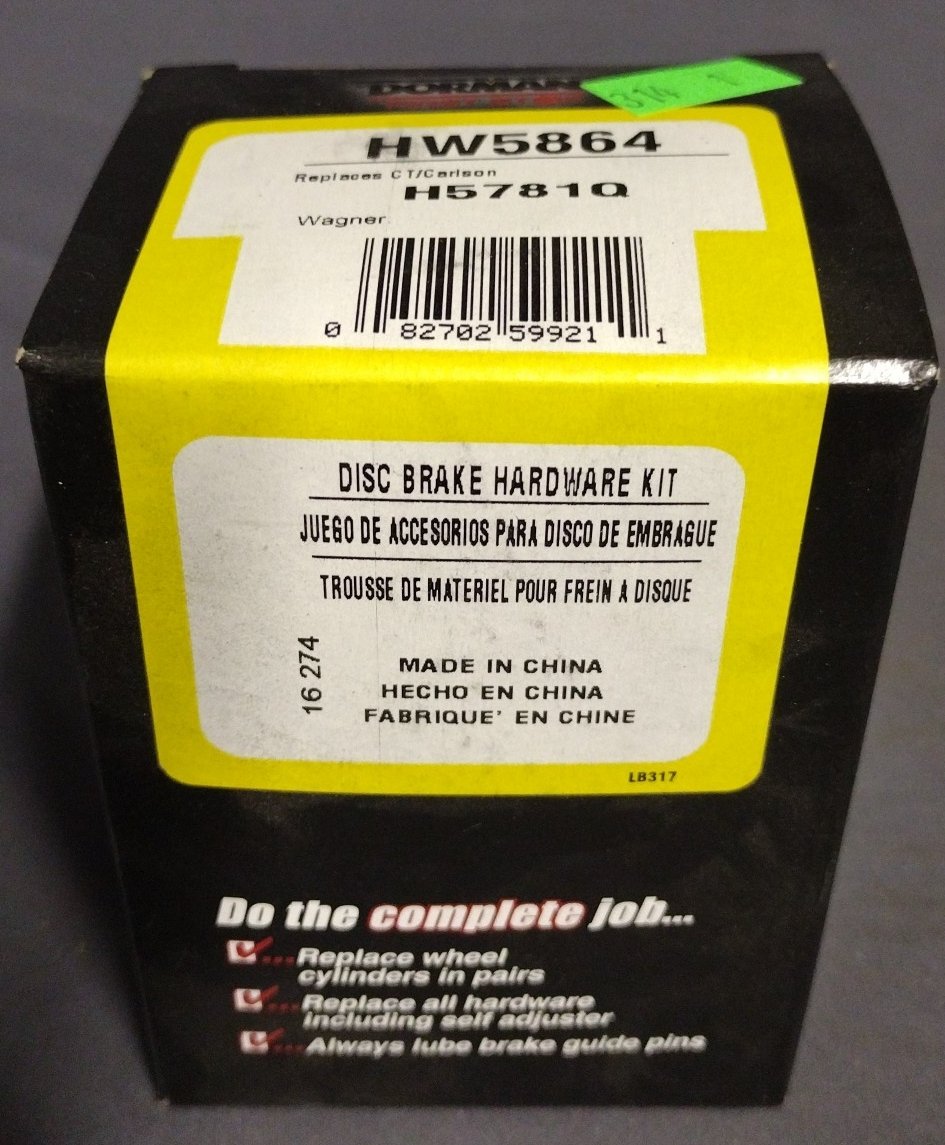 DORMAN
314
HW5864
Replaces CT/Carlson
H5781Q
Wagner
0 82702 59921 1
DISC BRAKE HARDWARE KIT
JUEGO DE ACCESORIOS PARA DISCO DE EMBRAGUE
TROUSSE DE MATERIEL POUR FREIN A DISQUE
16 274
MADE IN CHINA
HECHO EN CHINA
FABRIQUE' EN CHINE
LB317
Do the complete job...
...Replace wheel
cylinders in pairs
...Replace all hardware
including self adjuster
...Always lube brake guide pins